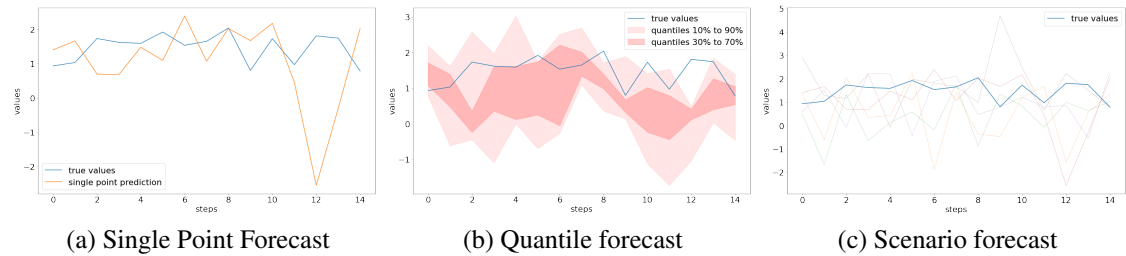 2
1
0
1
2
values
true values
single point prediction
0 2 4 6 8 10 12 14
steps
(a) Single Point Forecast
3
2
1
0
−1
values
true values
quantiles 10% to 90%
quantiles 30% to 70%
0 2 4 6 8 10 12 14
steps
(b) Quantile forecast
5
4
3
2
1
0
1
2
values
true values
0 2 4 6 8 10 12 14
steps
(c) Scenario forecast